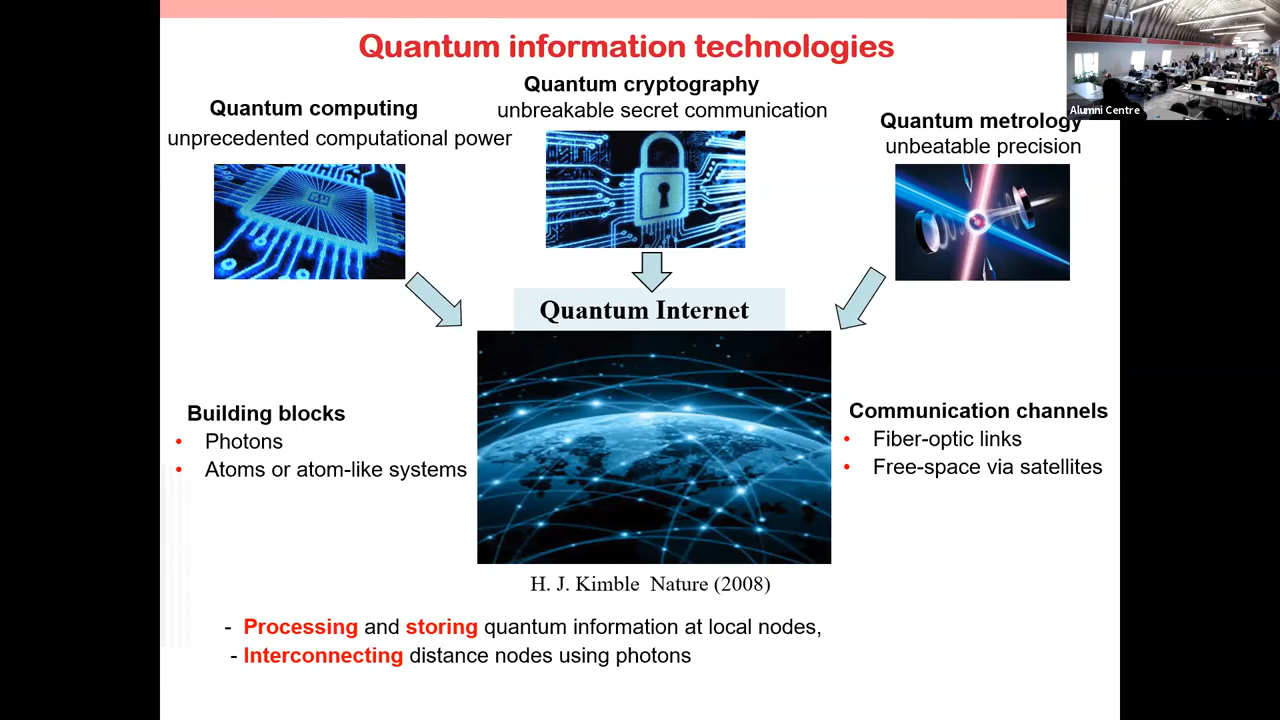 Quantum information technologies
Quantum computing
unprecedented computational power
Quantum cryptography
unbreakable secret communication
Quantum metrology
unbeatable precision
Alumni Centre
Quantum Internet
Building blocks
• Photons
• Atoms or atom-like systems
Communication channels
• Fiber-optic links
• Free-space via satellites
H. J. Kimble Nature (2008)
- Processing and storing quantum information at local nodes,
- Interconnecting distance nodes using photons